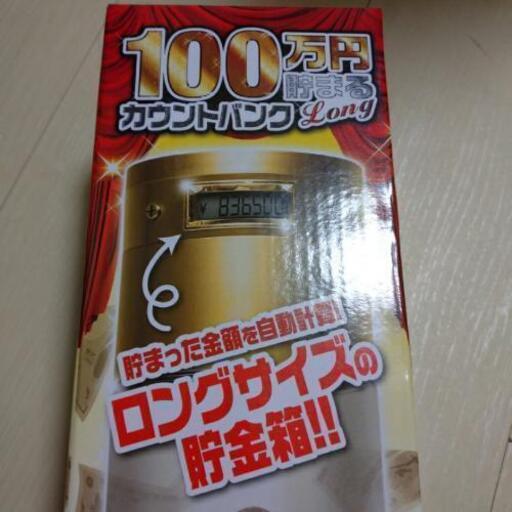 100万円
貯まる
カウントバンク Long
¥ 836500
貯まった金額を自動計算!
ロングサイズの
貯金箱!!